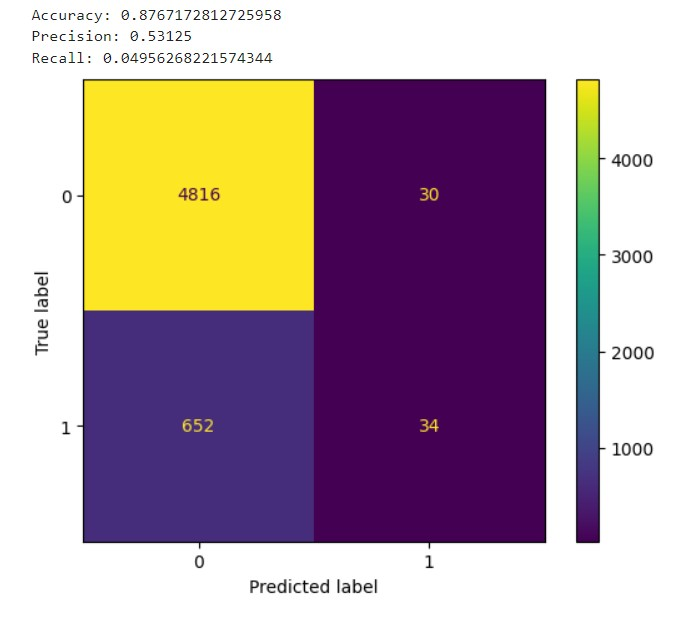 Accuracy: 0.8767172812725958
Precision: 0.53125
Recall: 0.04956268221574344
4816
30
652
34
0
1
True label
0
1
Predicted label
4000
3000
2000
1000